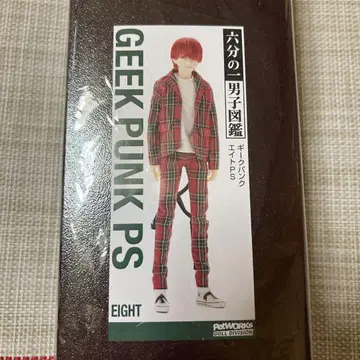 六分の一男子図鑑
ギークパンク
エイトPS
GEEK PUNK PS
EIGHT
PetWORKs
DOLL DIVISION